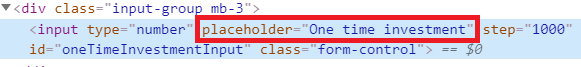 ▼<div class="input-group mb-3">
<input type="number" placeholder="One time investment" step="1000"
id="oneTimeInvestmentInput" class="form-control"> == $0